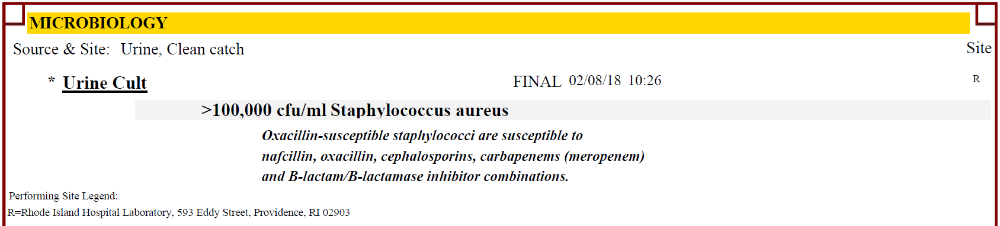 MICROBIOLOGY
Source & Site: Urine, Clean catch Site
* Urine Cult FINAL 02/08/18 10:26 R
>100,000 cfu/ml Staphylococcus aureus
Oxacillin-susceptible staphylococci are susceptible to
nafcillin, oxacillin, cephalosporins, carbapenems (meropenem)
and B-lactam/B-lactamase inhibitor combinations.
Performing Site Legend:
R=Rhode Island Hospital Laboratory, 593 Eddy Street, Providence, RI 02903